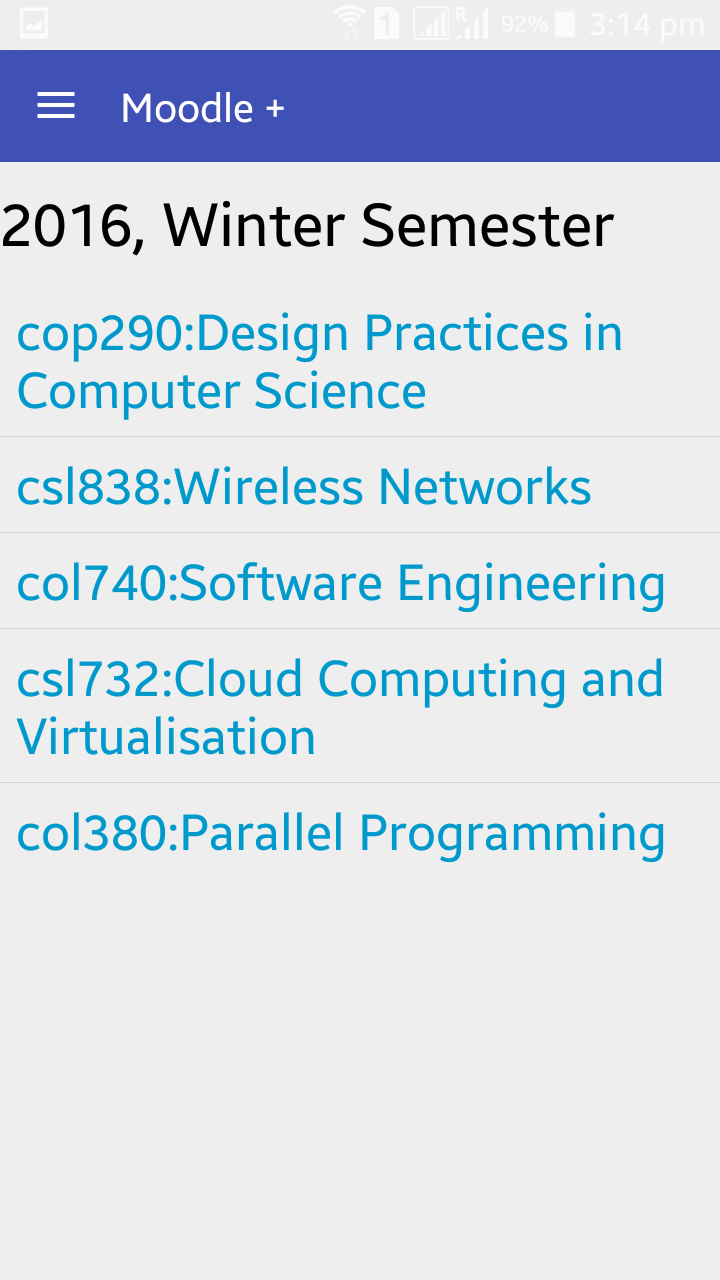 1 R 92% 3:14 pm
Moodle +
2016, Winter Semester
cop290:Design Practices in
Computer Science
csl838:Wireless Networks
col740:Software Engineering
csl732:Cloud Computing and
Virtualisation
col380:Parallel Programming